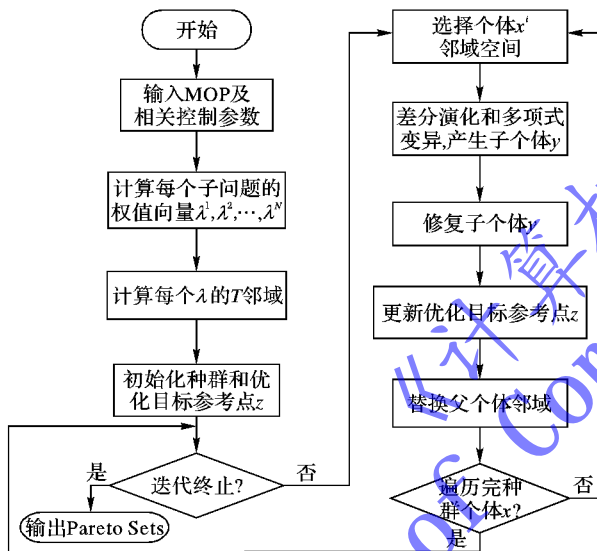 开始
输入MOP及
相关控制参数
计算每个子问题的
权值向量λ¹,λ²,⋯,λᴺ
计算每个λ的T邻域
初始化种群和优
化目标参考点z
迭代终止?
是
否
输出Pareto Sets
选择个体xⁱ
邻域空间
差分演化和多项式
变异,产生子个体y
修复子个体y
更新优化目标参考点z
替换父个体邻域
遍历完种
群个体x?
否
是
《计算机
of Com